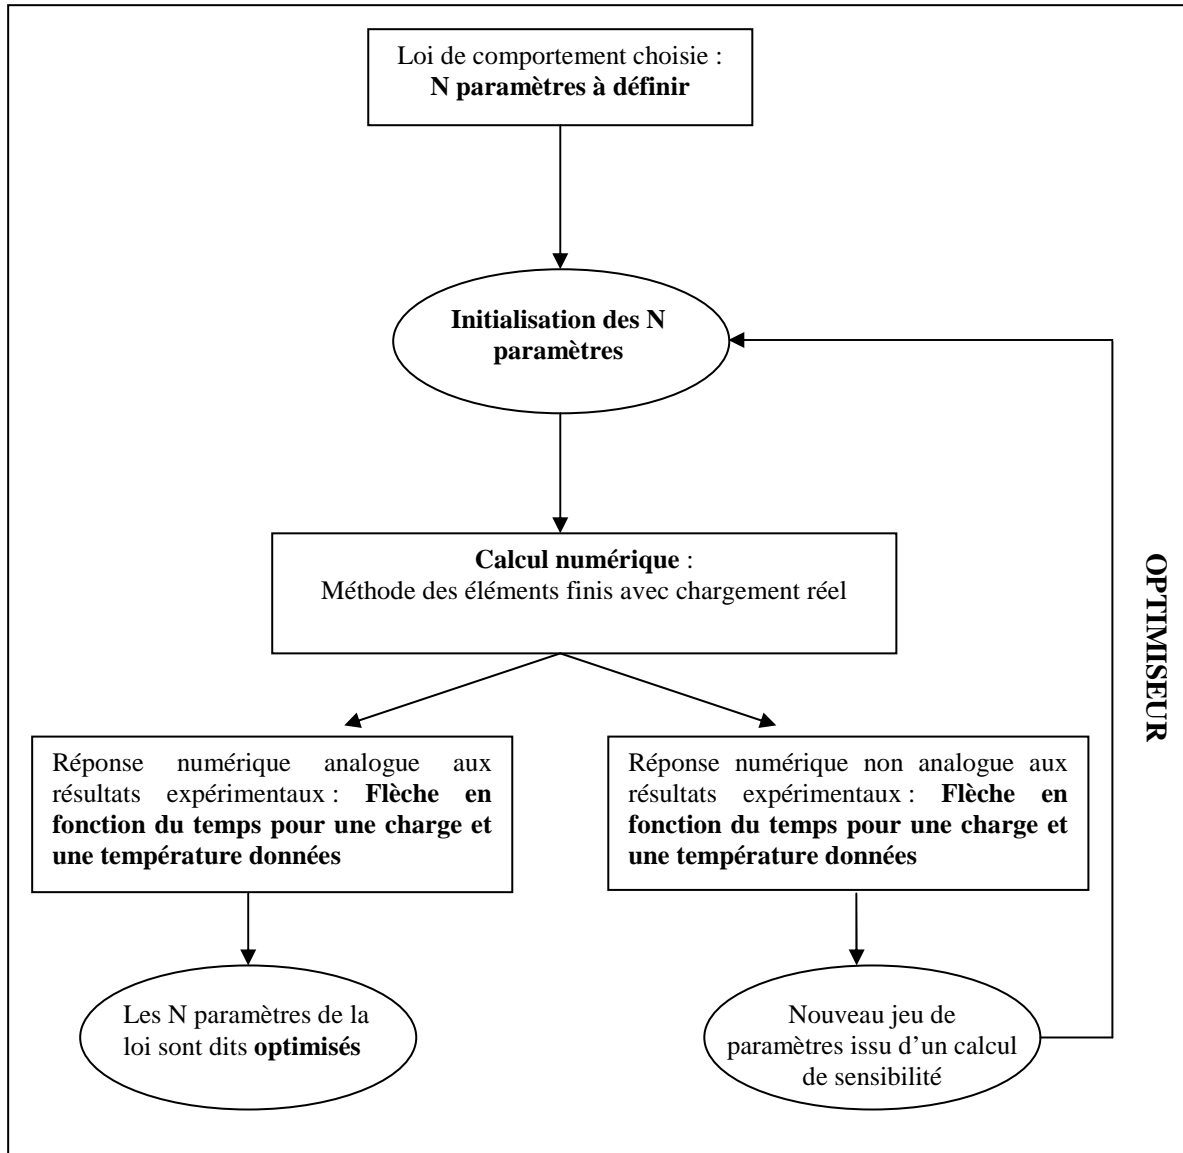 Loi de comportement choisie :
N paramètres à définir
Initialisation des N
paramètres
Calcul numérique :
Méthode des éléments finis avec chargement réel
OPTIMISEUR
Réponse numérique analogue aux
résultats expérimentaux : Flèche en
fonction du temps pour une charge et
une température données
Réponse numérique non analogue aux
résultats expérimentaux : Flèche en
fonction du temps pour une charge et
une température données
Les N paramètres de la
loi sont dits optimisés
Nouveau jeu de
paramètres issu d’un calcul
de sensibilité